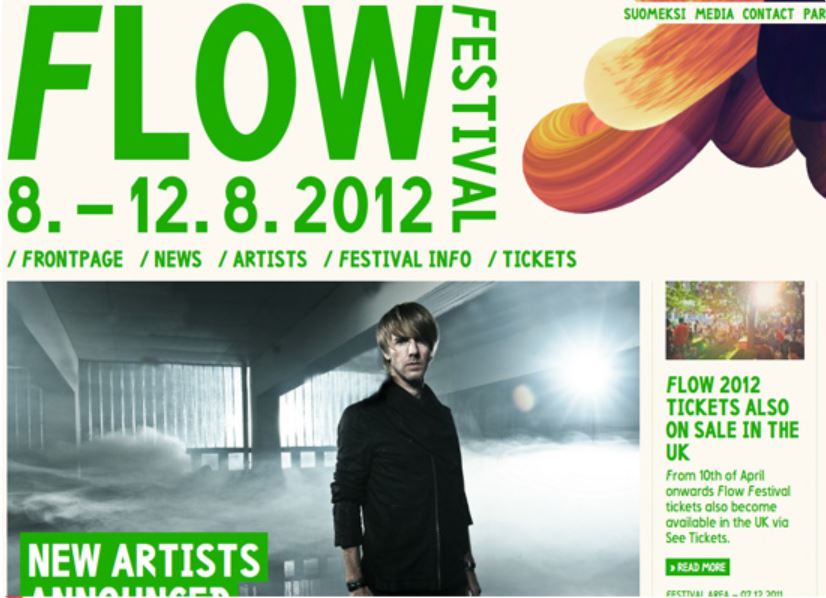 SUOMEKSI MEDIA CONTACT PAR
FLOW
FESTIVAL
8. – 12. 8. 2012
/ FRONTPAGE / NEWS / ARTISTS / FESTIVAL INFO / TICKETS
NEW ARTISTS
ANNOUNCED
FLOW 2012
TICKETS ALSO
ON SALE IN THE
UK
From 10th of April
onwards Flow Festival
tickets also become
available in the UK via
See Tickets.
» READ MORE
FESTIVAL AREA – 07.12.2011